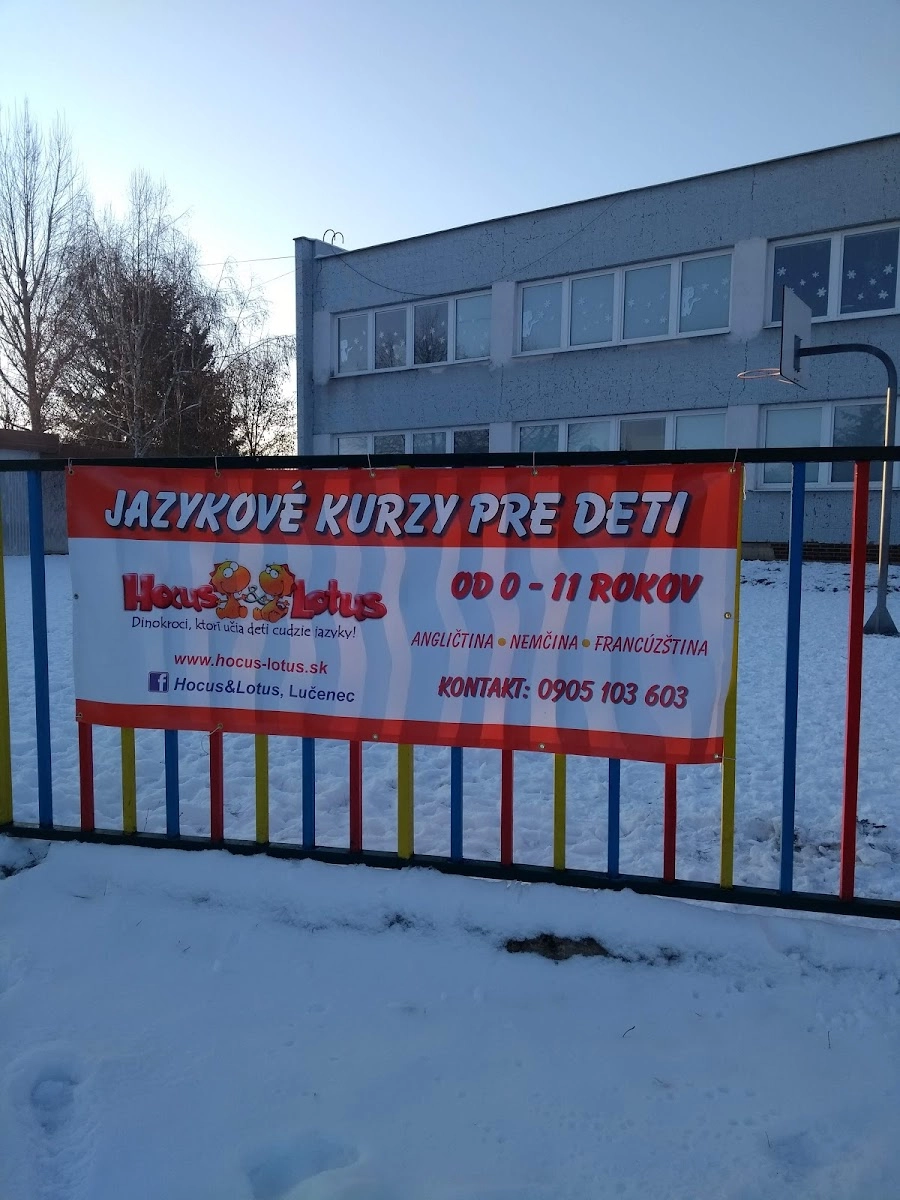 JAZYKOVÉ KURZY PRE DETI
Hocus Lotus
Dinokroci, ktorí učia deti cudzie jazyky!
www.hocus-lotus.sk
f Hocus&Lotus, Lučenec
OD 0 - 11 ROKOV
ANGLIČTINA • NEMČINA • FRANCÚZŠTINA
KONTAKT: 0905 103 603